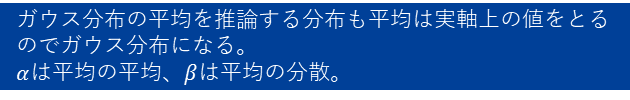 ガウス分布の平均を推論する分布も平均は実軸上の値をとる
のでガウス分布になる。
αは平均の平均、βは平均の分散。